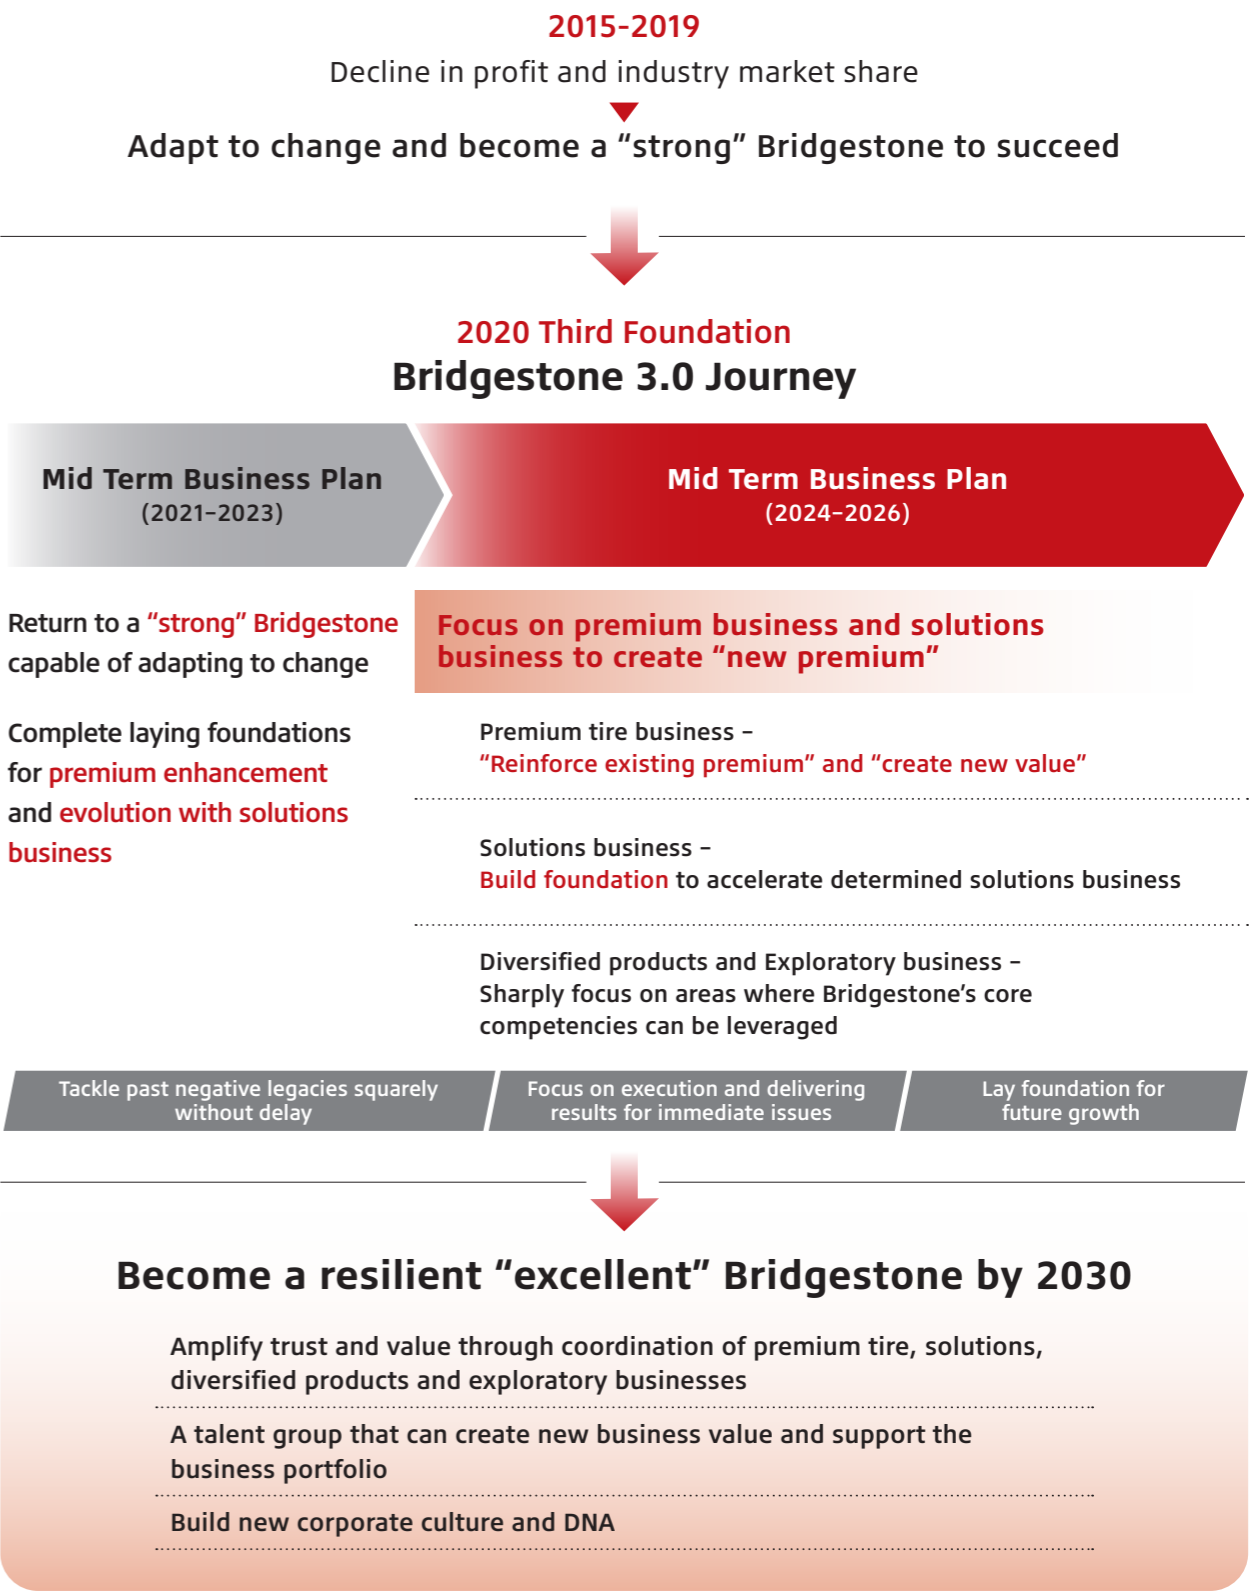 2015-2019
Decline in profit and industry market share
Adapt to change and become a “strong” Bridgestone to succeed
2020 Third Foundation
Bridgestone 3.0 Journey
Mid Term Business Plan
(2021–2023)
Mid Term Business Plan
(2024–2026)
Return to a “strong” Bridgestone
capable of adapting to change
Complete laying foundations
for premium enhancement
and evolution with solutions
business
Focus on premium business and solutions
business to create “new premium”
Premium tire business –
“Reinforce existing premium” and “create new value”
Solutions business –
Build foundation to accelerate determined solutions business
Diversified products and Exploratory business –
Sharply focus on areas where Bridgestone’s core
competencies can be leveraged
Tackle past negative legacies squarely
without delay
Focus on execution and delivering
results for immediate issues
Lay foundation for
future growth
Become a resilient “excellent” Bridgestone by 2030
Amplify trust and value through coordination of premium tire, solutions,
diversified products and exploratory businesses
A talent group that can create new business value and support the
business portfolio
Build new corporate culture and DNA